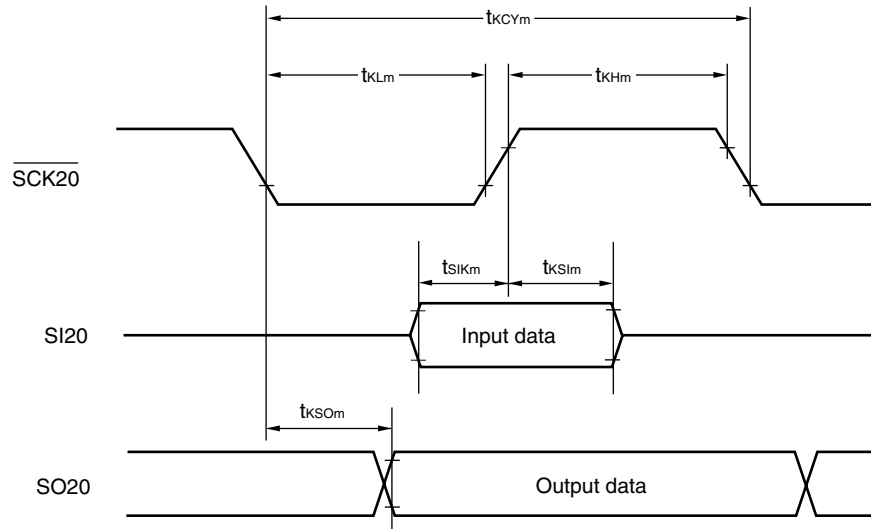 tKCYm
tKLm
tKHm
SCK20
tSIKm
tKSIm
SI20
Input data
tKSOm
SO20
Output data